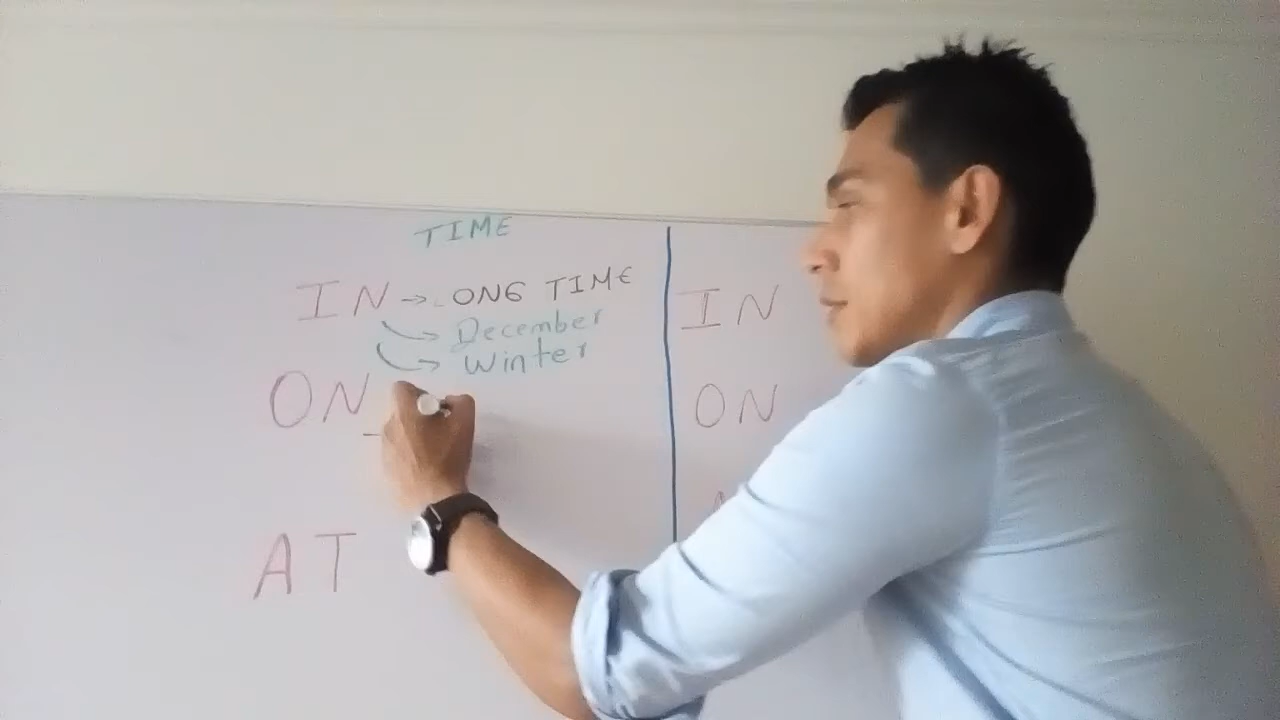 TIME
IN → LONG TIME
→ December
→ Winter
ON
AT
IN
ON